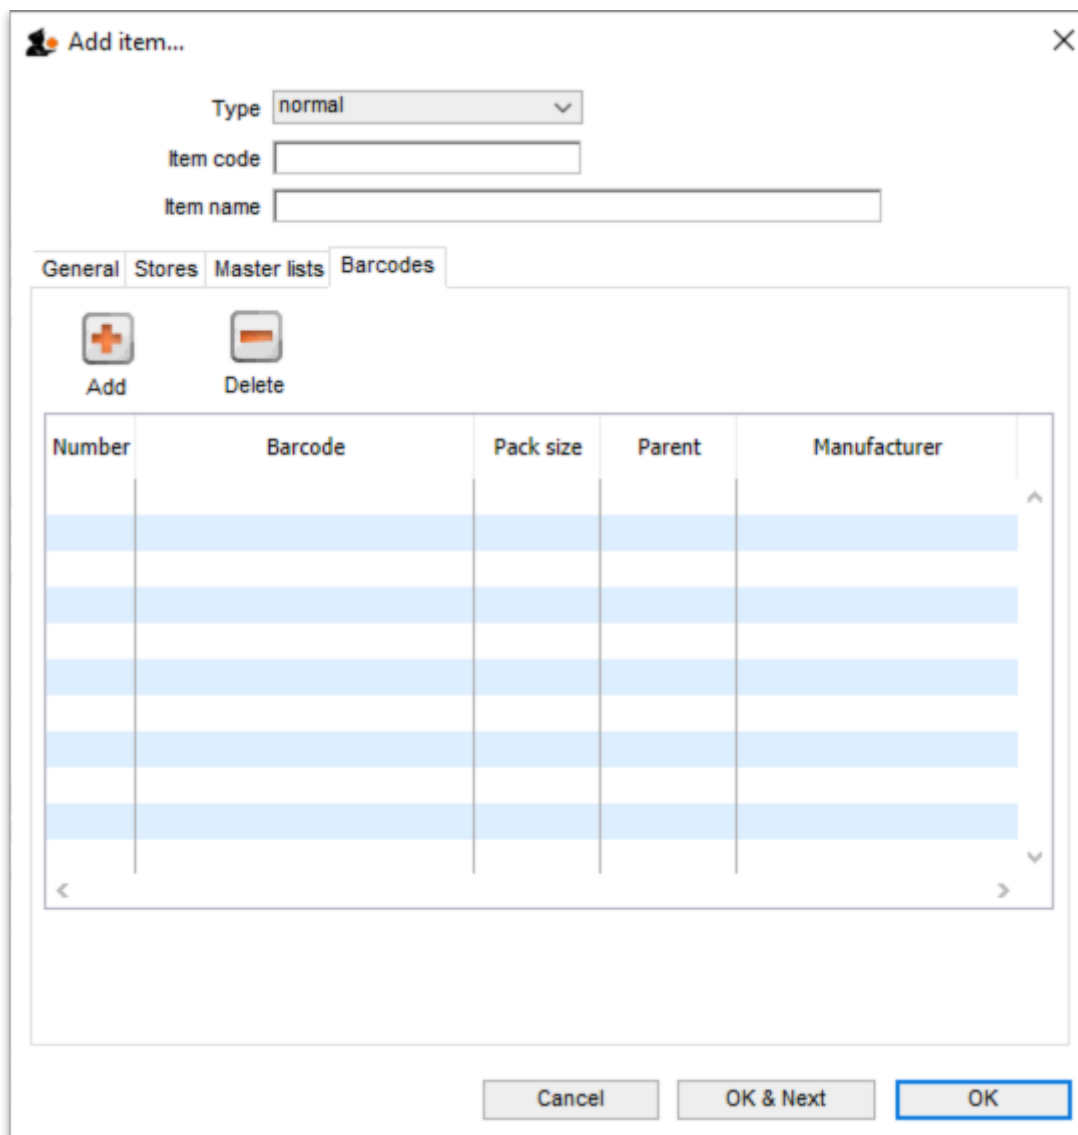 Add item...
Type normal
Item code
Item name
General Stores Master lists Barcodes
Add Delete
Number Barcode Pack size Parent Manufacturer
Cancel OK & Next OK